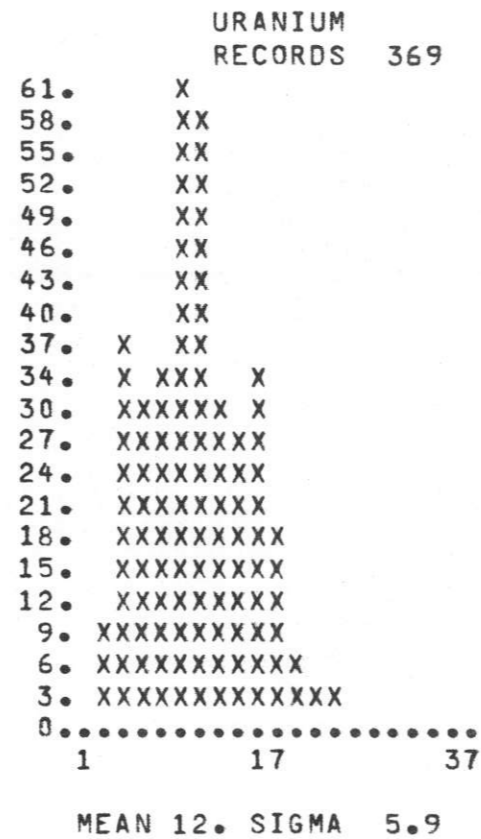 URANIUM
RECORDS 369
61. X
58. XX
55. XX
52. XX
49. XX
46. XX
43. XX
40. XX
37. X XX
34. X XXX X
30. XXXXXX X
27. XXXXXXXX
24. XXXXXXXX
21. XXXXXXXX
18. XXXXXXXXX
15. XXXXXXXXX
12. XXXXXXXXX
9. XXXXXXXXXX
6. XXXXXXXXXXX
3. XXXXXXXXXXXXX
0......................
1 17 37
MEAN 12. SIGMA 5.9